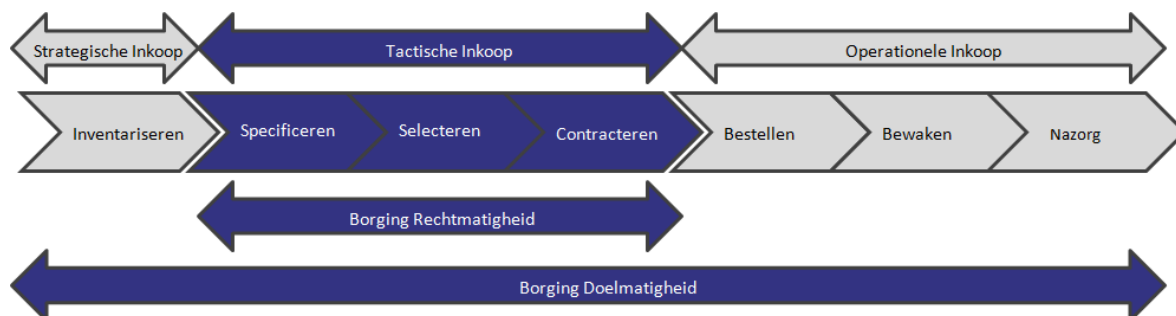 Strategische Inkoop
Tactische Inkoop
Operationele Inkoop
Inventariseren
Specificeren
Selecteren
Contracteren
Bestellen
Bewaken
Nazorg
Borging Rechtmatigheid
Borging Doelmatigheid